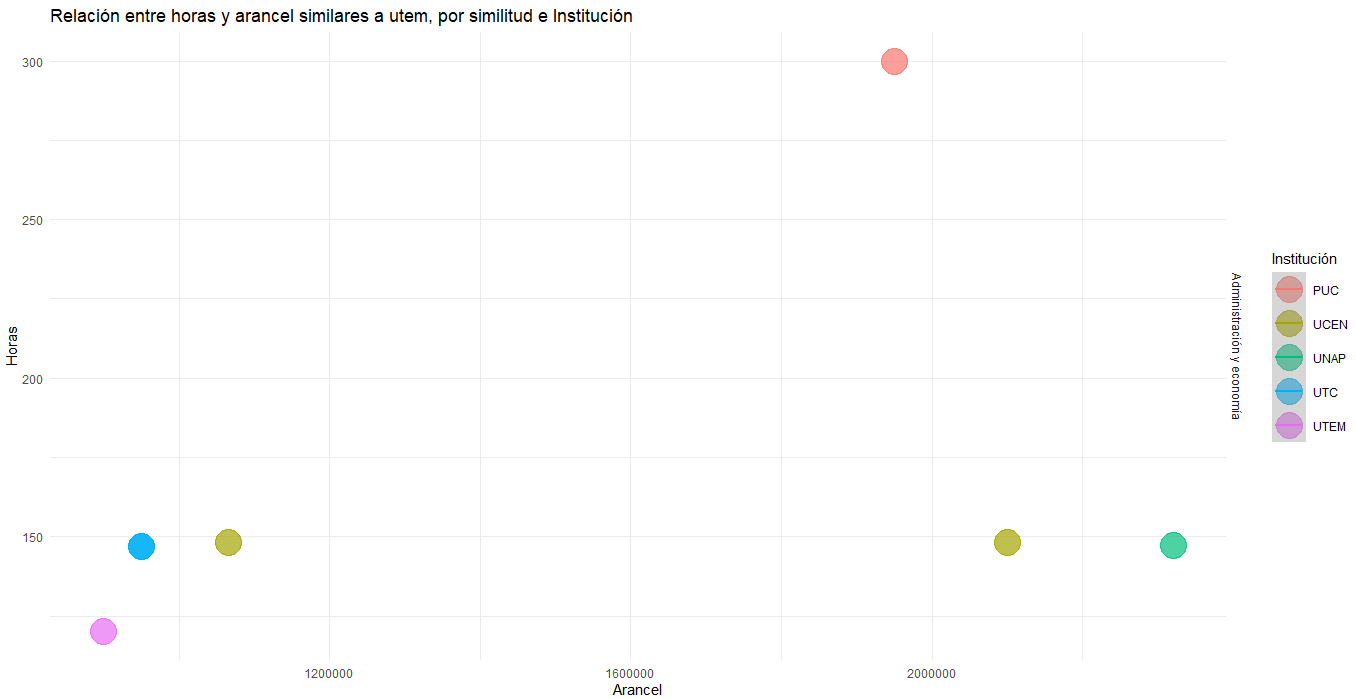 Relación entre horas y arancel similares a utem, por similitud e Institución
300
250
200
150
Horas
1200000
1600000
2000000
Arancel
Administración y economía
Institución
PUC
UCEN
UNAP
UTC
UTEM